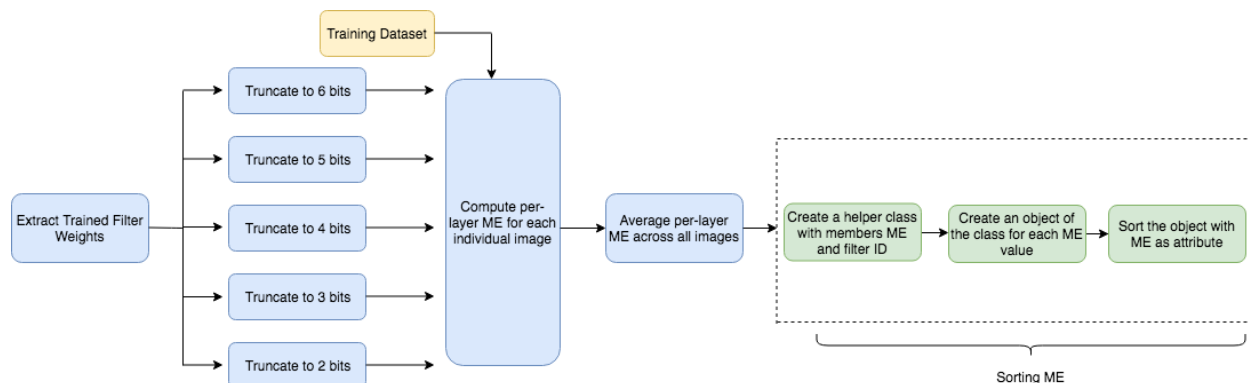 Training Dataset
Truncate to 6 bits
Truncate to 5 bits
Extract Trained Filter
Weights
Truncate to 4 bits
Truncate to 3 bits
Truncate to 2 bits
Compute per-
layer ME for each
individual image
Average per-layer
ME across all images
Create a helper class
with members ME
and filter ID
Create an object of
the class for each ME
value
Sort the object with
ME as attribute
Sorting ME